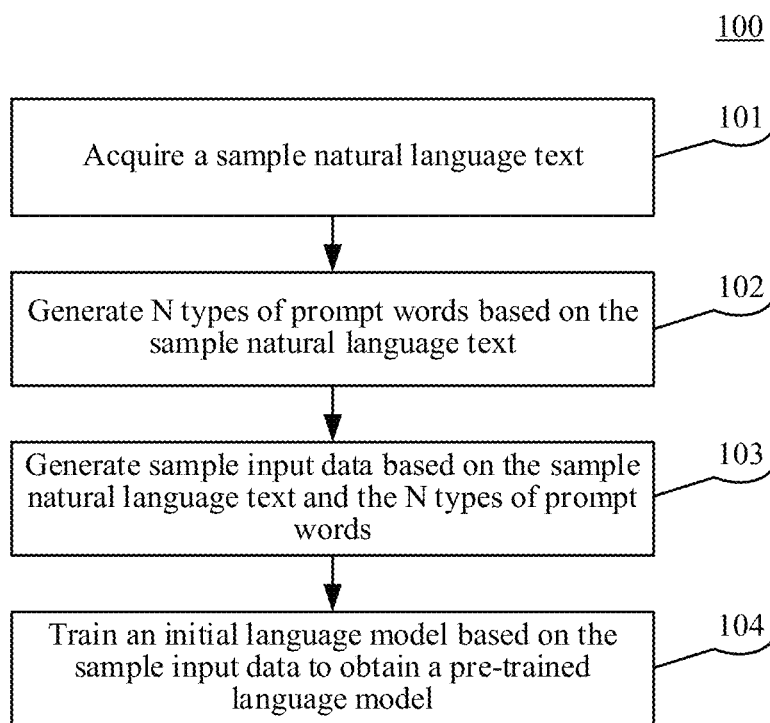 100
101
Acquire a sample natural language text
102
Generate N types of prompt words based on the
sample natural language text
103
Generate sample input data based on the sample
natural language text and the N types of prompt
words
104
Train an initial language model based on the
sample input data to obtain a pre-trained
language model